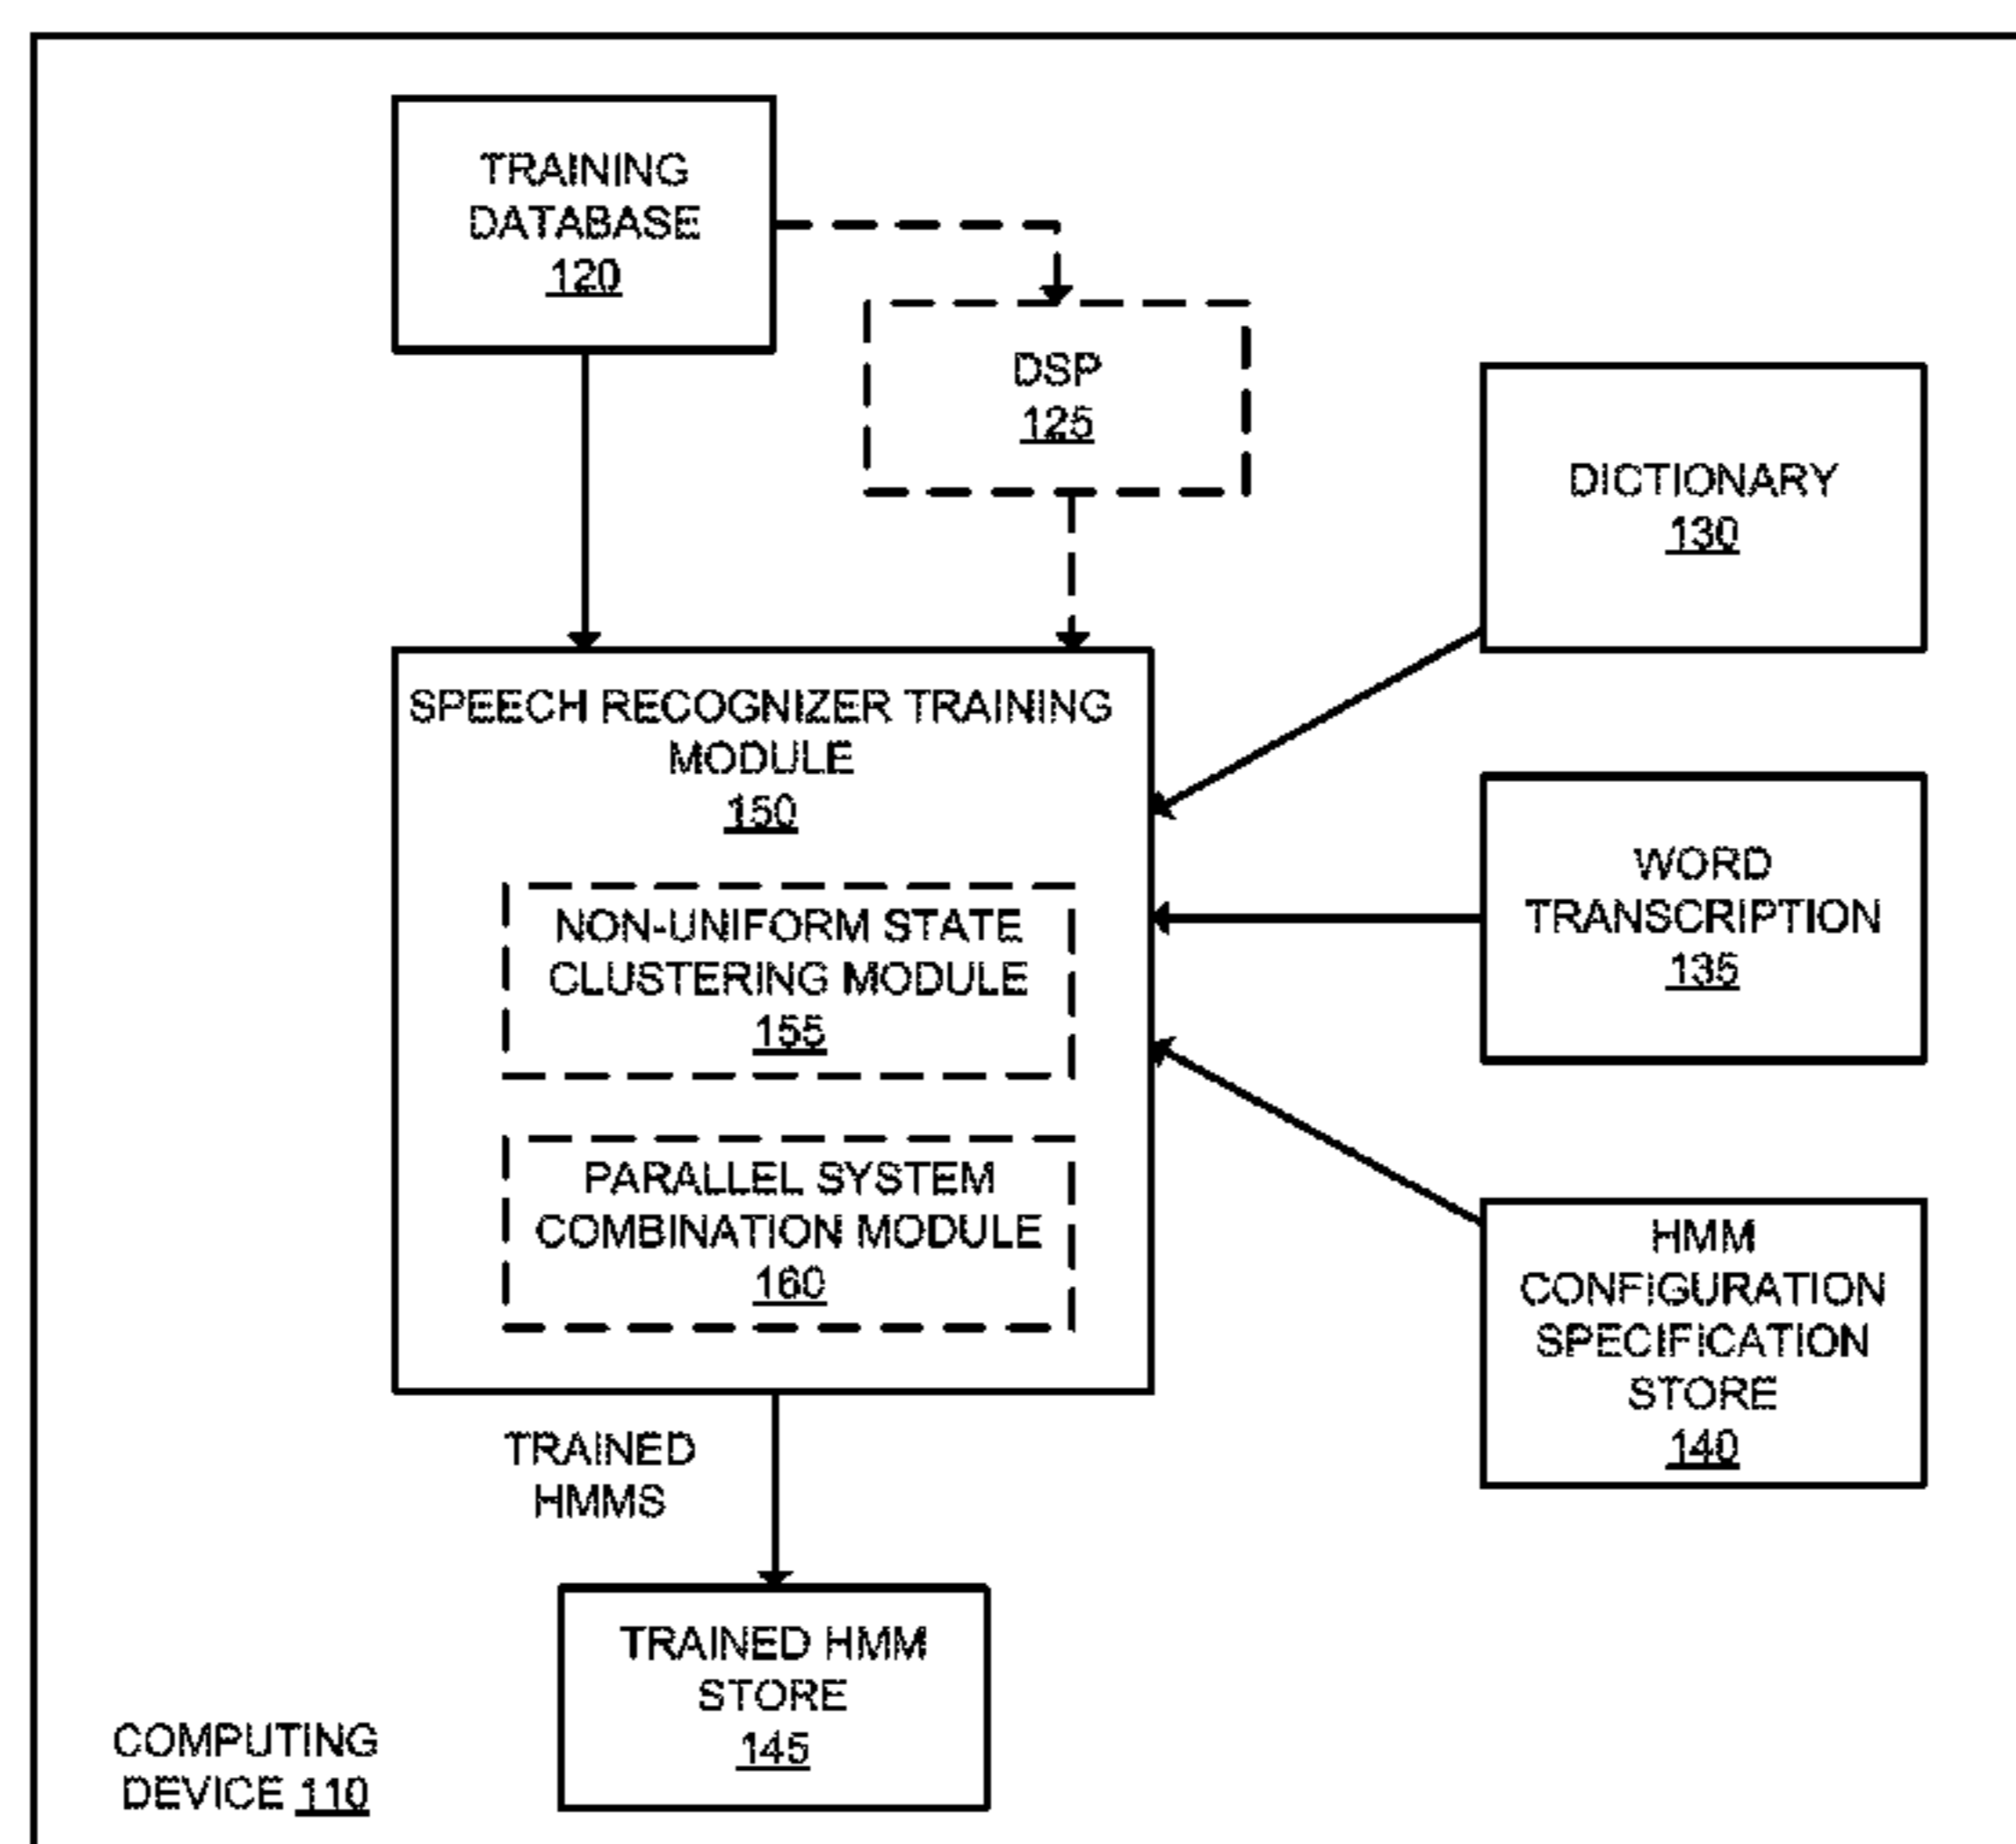 TRAINING
DATABASE
120
DSP
125
DICTIONARY
130
SPEECH RECOGNIZER TRAINING
MODULE
150
NON-UNIFORM STATE
CLUSTERING MODULE
155
PARALLEL SYSTEM
COMBINATION MODULE
160
WORD
TRANSCRIPTION
135
HMM
CONFIGURATION
SPECIFICATION
STORE
140
TRAINED
HMMS
TRAINED HMM
STORE
145
COMPUTING
DEVICE 110